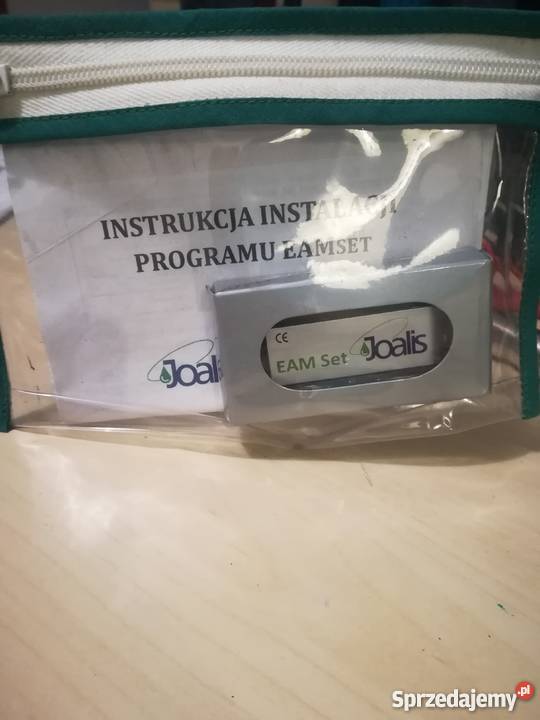 INSTRUKCJA INSTALACJI
PROGRAMU EAMSET
Joalis
CE
EAM Set Joalis
Sprzedajemy.pl